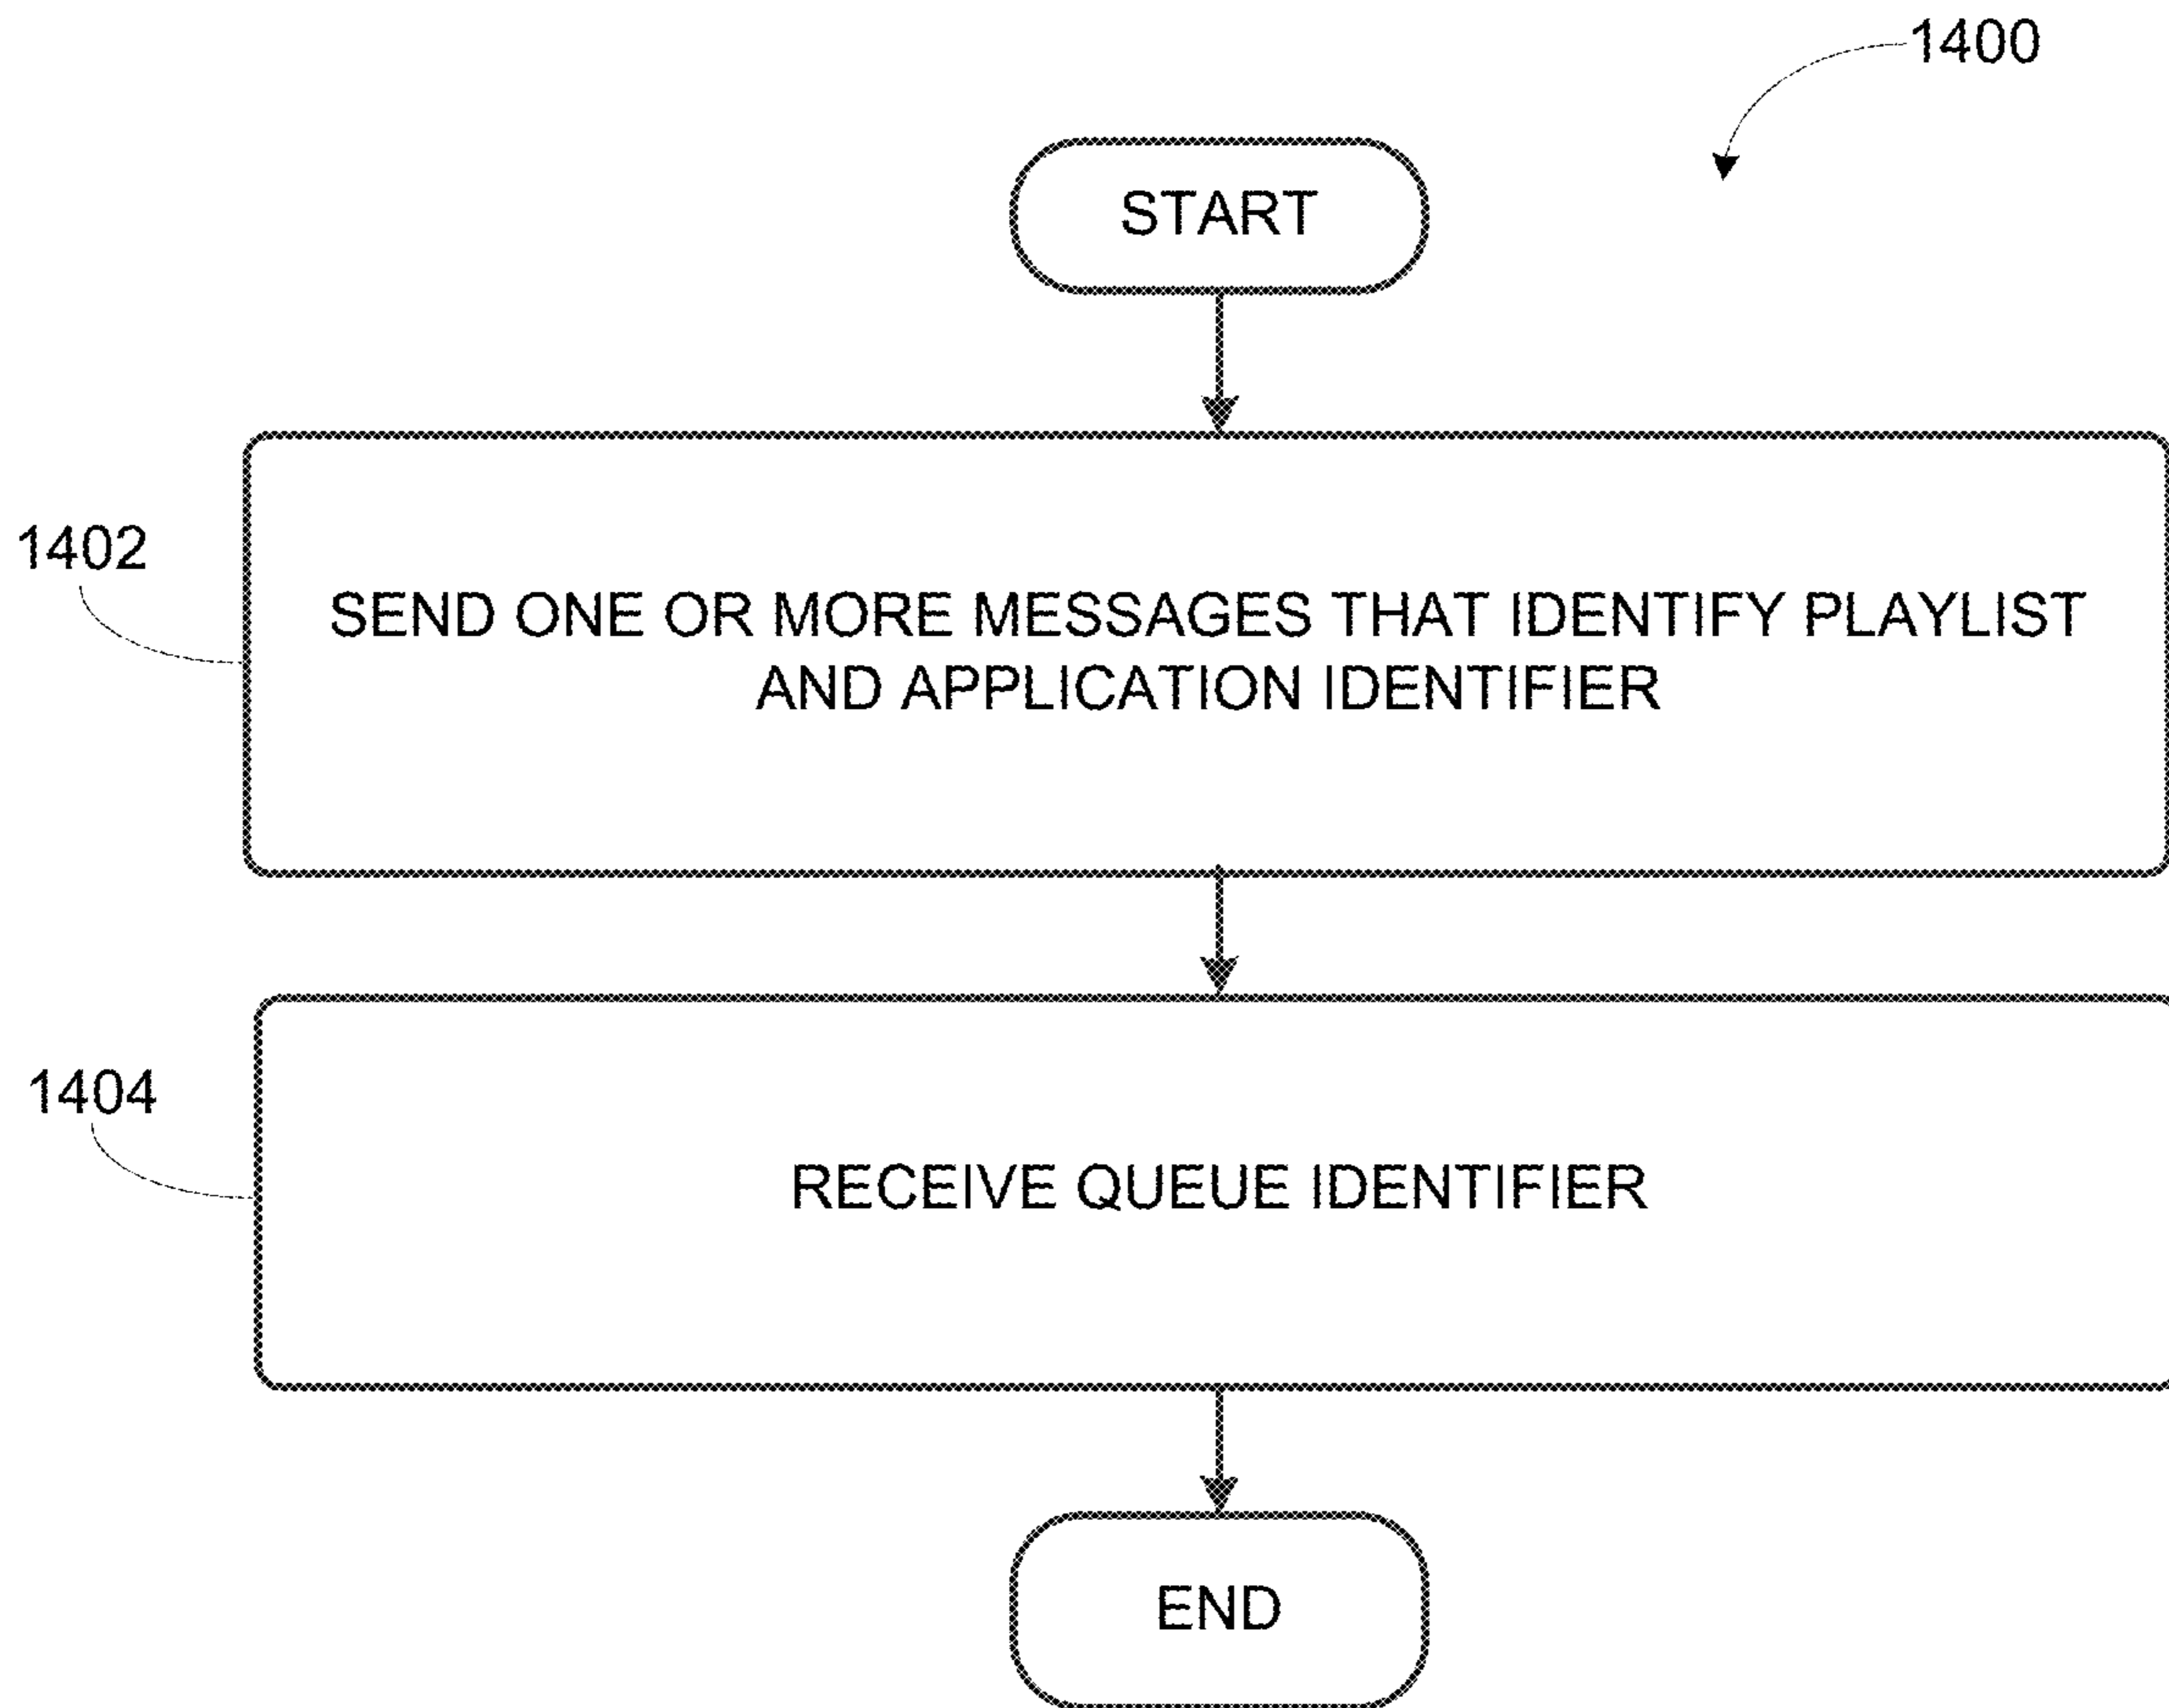 1400
START
1402
SEND ONE OR MORE MESSAGES THAT IDENTIFY PLAYLIST
AND APPLICATION IDENTIFIER
1404
RECEIVE QUEUE IDENTIFIER
END